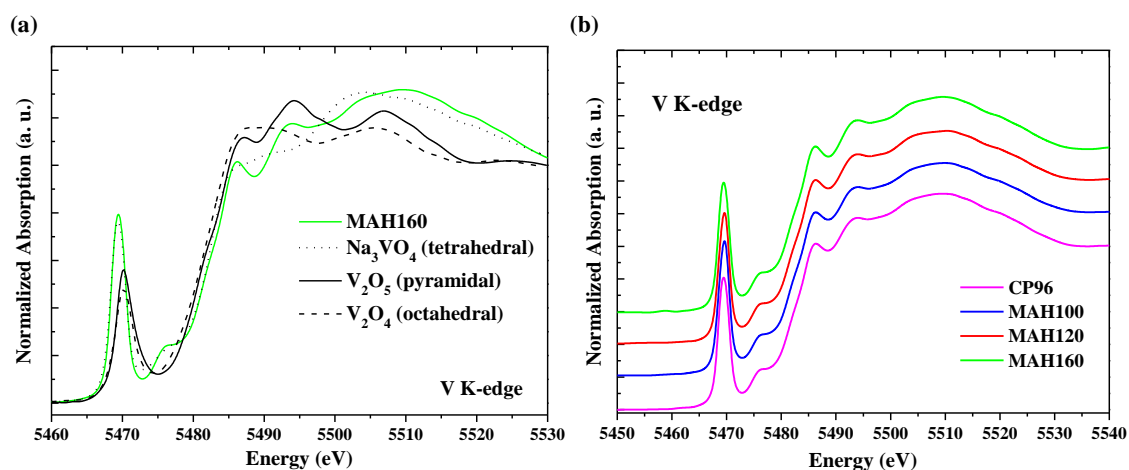 (a)
Normalized Absorption (a. u.)
MAH160
Na₃VO₄ (tetrahedral)
V₂O₅ (pyramidal)
V₂O₄ (octahedral)
V K-edge
5460 5470 5480 5490 5500 5510 5520 5530
Energy (eV)
(b)
Normalized Absorption (a. u.)
V K-edge
CP96
MAH100
MAH120
MAH160
5450 5460 5470 5480 5490 5500 5510 5520 5530 5540
Energy (eV)